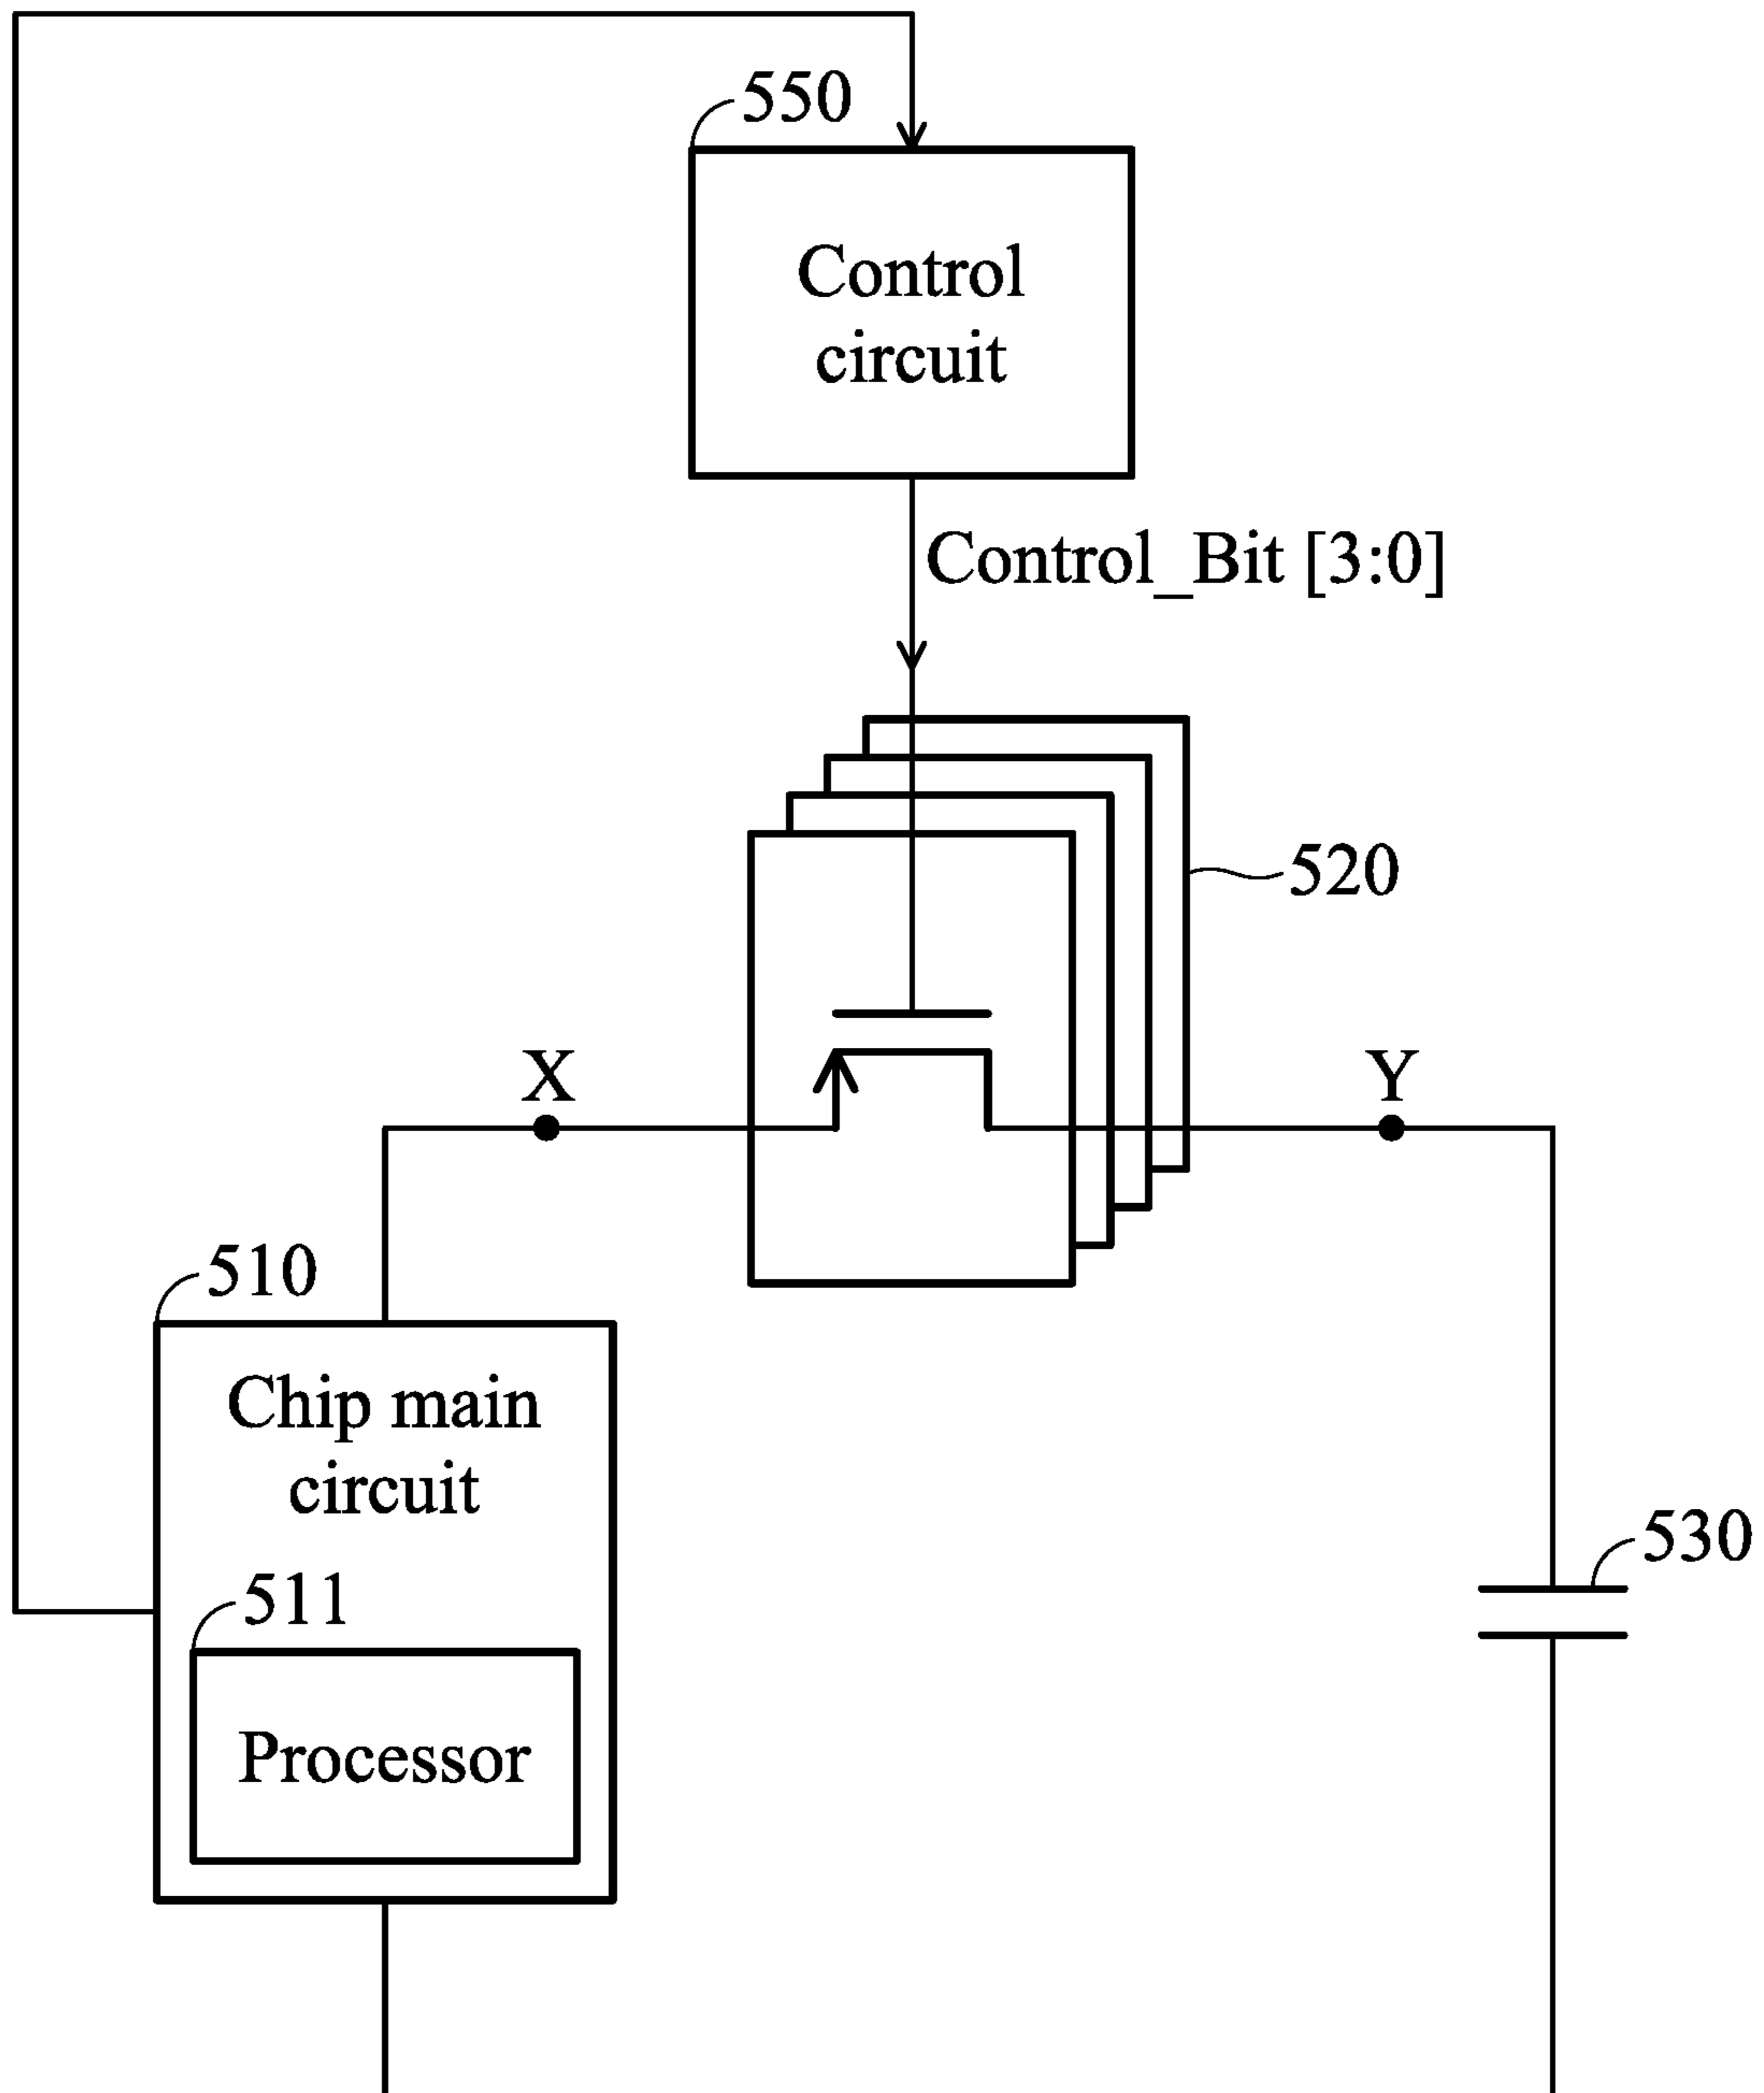 550
Control
circuit
Control_Bit [3:0]
520
X
Y
510
Chip main
circuit
530
511
Processor